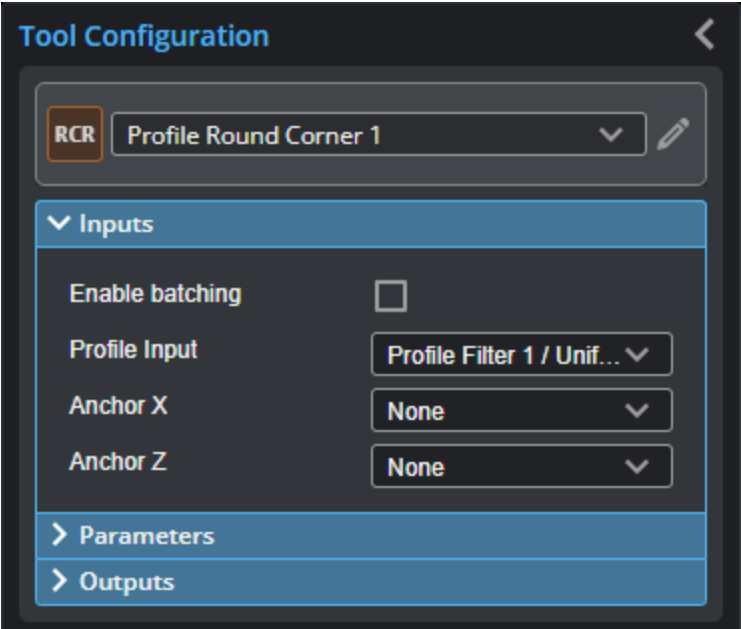 Tool Configuration
RCR Profile Round Corner 1
Inputs
Enable batching
Profile Input Profile Filter 1 / Unif...
Anchor X None
Anchor Z None
Parameters
Outputs